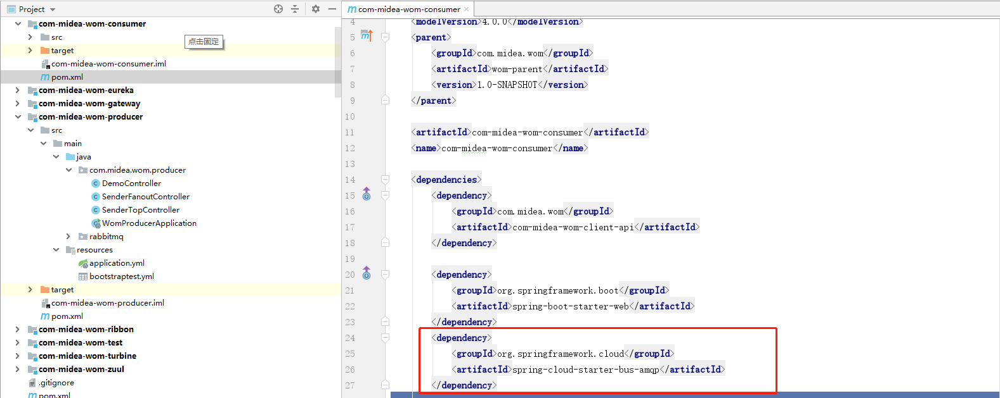 Project
com-midea-wom-consumer
src
点击固定
target
com-midea-wom-consumer.iml
pom.xml
com-midea-wom-eureka
com-midea-wom-gateway
com-midea-wom-producer
src
main
java
com.midea.wom.producer
DemoController
SenderFanoutController
SenderTopController
WomProducerApplication
rabbitmq
resources
application.yml
bootstraptest.yml
target
com-midea-wom-producer.iml
pom.xml
com-midea-wom-ribbon
com-midea-wom-test
com-midea-wom-turbine
com-midea-wom-zuul
.gitignore
pom.xml
com-midea-wom-consumer
4 <modelVersion>4.0.0</modelVersion>
5 <parent>
6 <groupId>com.midea.wom</groupId>
7 <artifactId>wom-parent</artifactId>
8 <version>1.0-SNAPSHOT</version>
9 </parent>
10
11 <artifactId>com-midea-wom-consumer</artifactId>
12 <name>com-midea-wom-consumer</name>
13
14 <dependencies>
15 <dependency>
16 <groupId>com.midea.wom</groupId>
17 <artifactId>com-midea-wom-client-api</artifactId>
18 </dependency>
19
20 <dependency>
21 <groupId>org.springframework.boot</groupId>
22 <artifactId>spring-boot-starter-web</artifactId>
23 </dependency>
24 <dependency>
25 <groupId>org.springframework.cloud</groupId>
26 <artifactId>spring-cloud-starter-bus-amqp</artifactId>
27 </dependency>